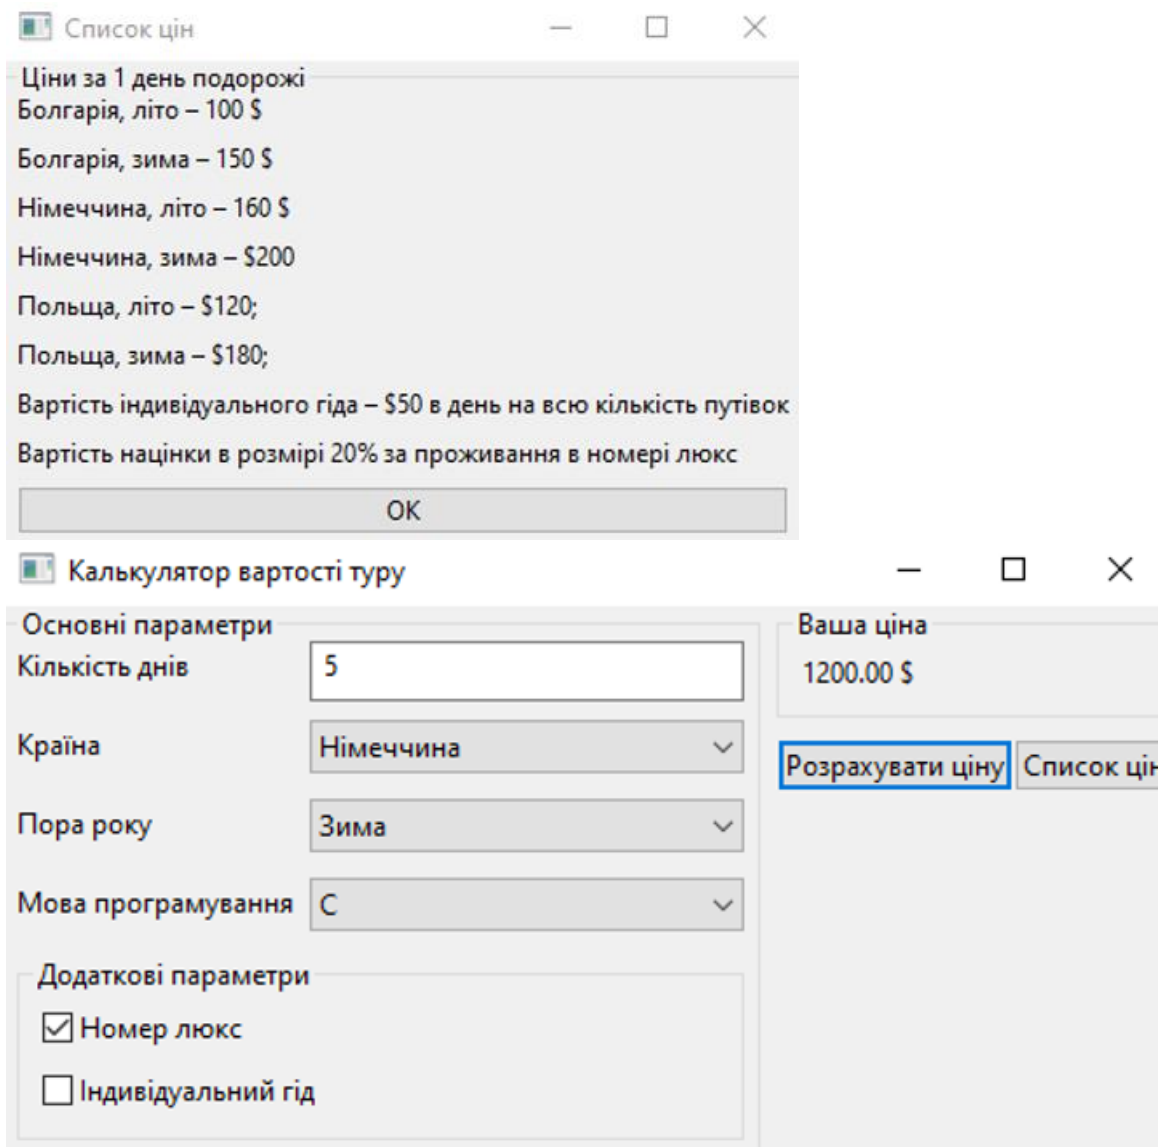 Список цін
Ціни за 1 день подорожі
Болгарія, літо – 100 $
Болгарія, зима – 150 $
Німеччина, літо – 160 $
Німеччина, зима – $200
Польща, літо – $120;
Польща, зима – $180;
Вартість індивідуального гіда – $50 в день на всю кількість путівок
Вартість націнки в розмірі 20% за проживання в номері люкс
OK
Калькулятор вартості туру
Основні параметри
Кількість днів 5
Країна Німеччина
Пора року Зима
Мова програмування C
Додаткові параметри
Номер люкс
Індивідуальний гід
Ваша ціна
1200.00 $
Розрахувати ціну Список цін